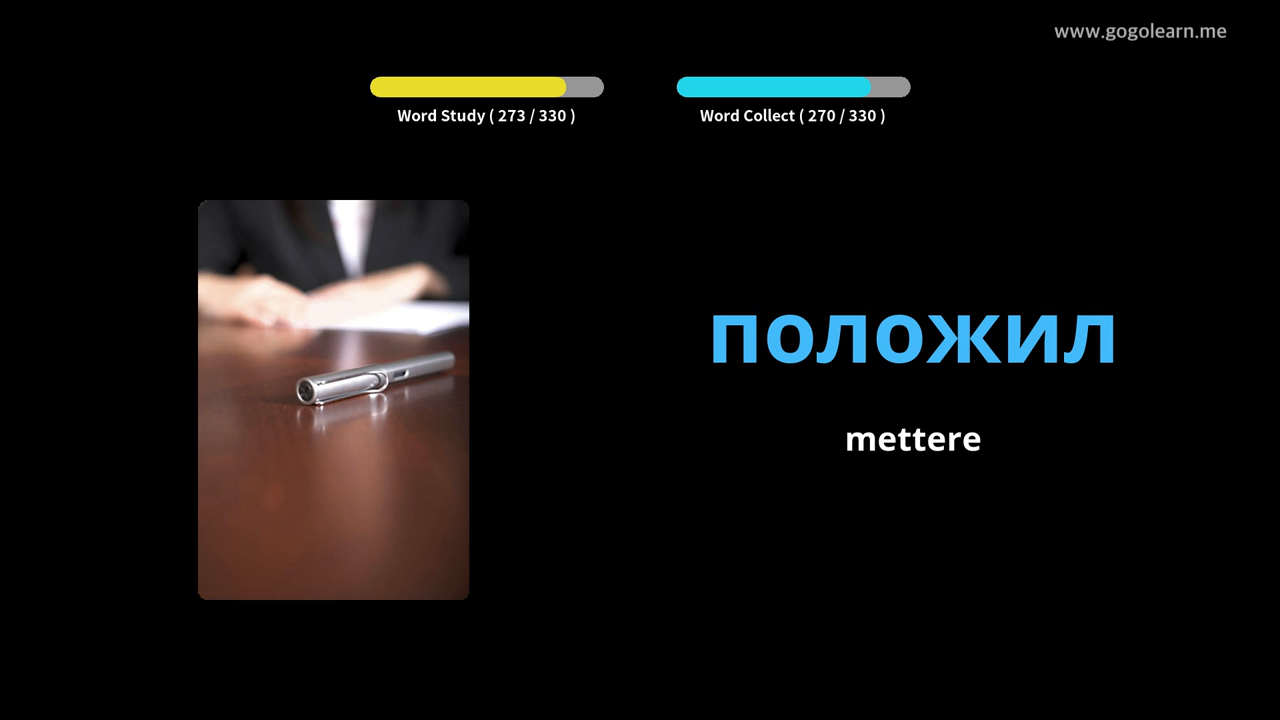 www.gogolearn.me
Word Study ( 273 / 330 )
Word Collect ( 270 / 330 )
положил
mettere